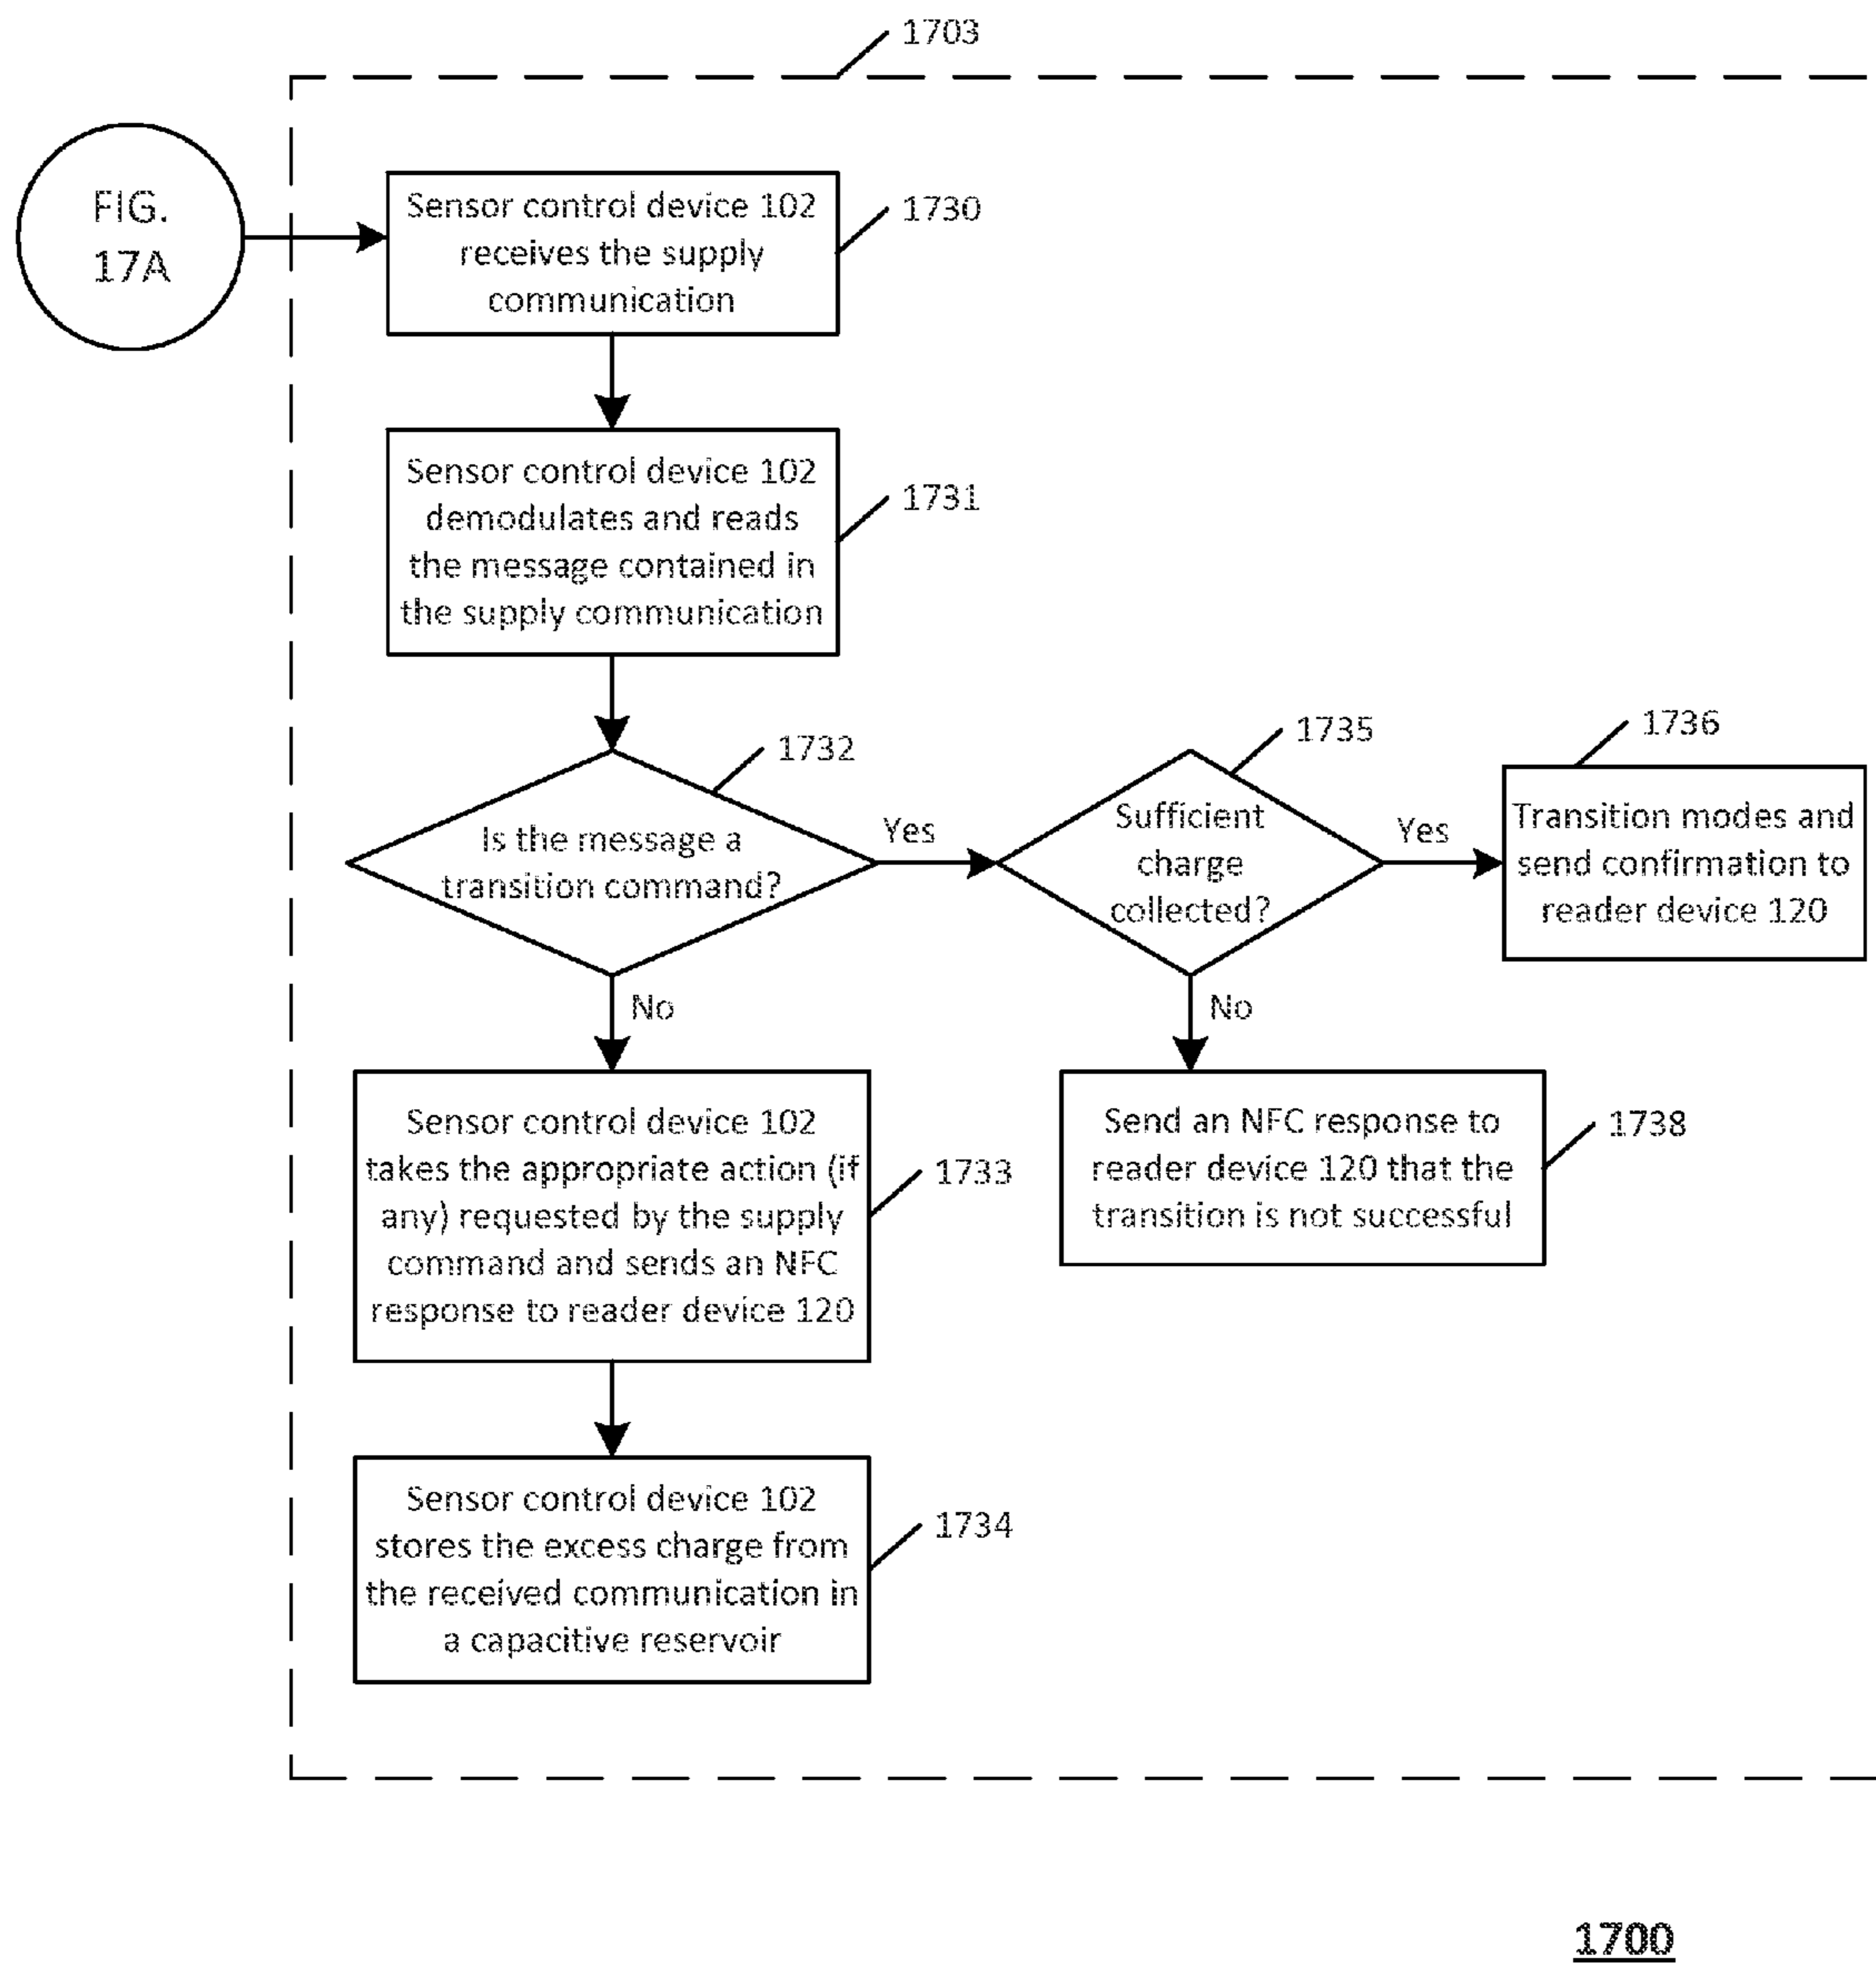 1703
FIG.
17A
Sensor control device 102
receives the supply
communication
1730
Sensor control device 102
demodulates and reads
the message contained in
the supply communication
1731
1732
Is the message a
transition command?
Yes
1735
Sufficient
charge
collected?
Yes
1736
Transition modes and
send confirmation to
reader device 120
No
No
Sensor control device 102
takes the appropriate action (if
any) requested by the supply
command and sends an NFC
response to reader device 120
1733
Send an NFC response to
reader device 120 that the
transition is not successful
1738
Sensor control device 102
stores the excess charge from
the received communication in
a capacitive reservoir
1734
1700